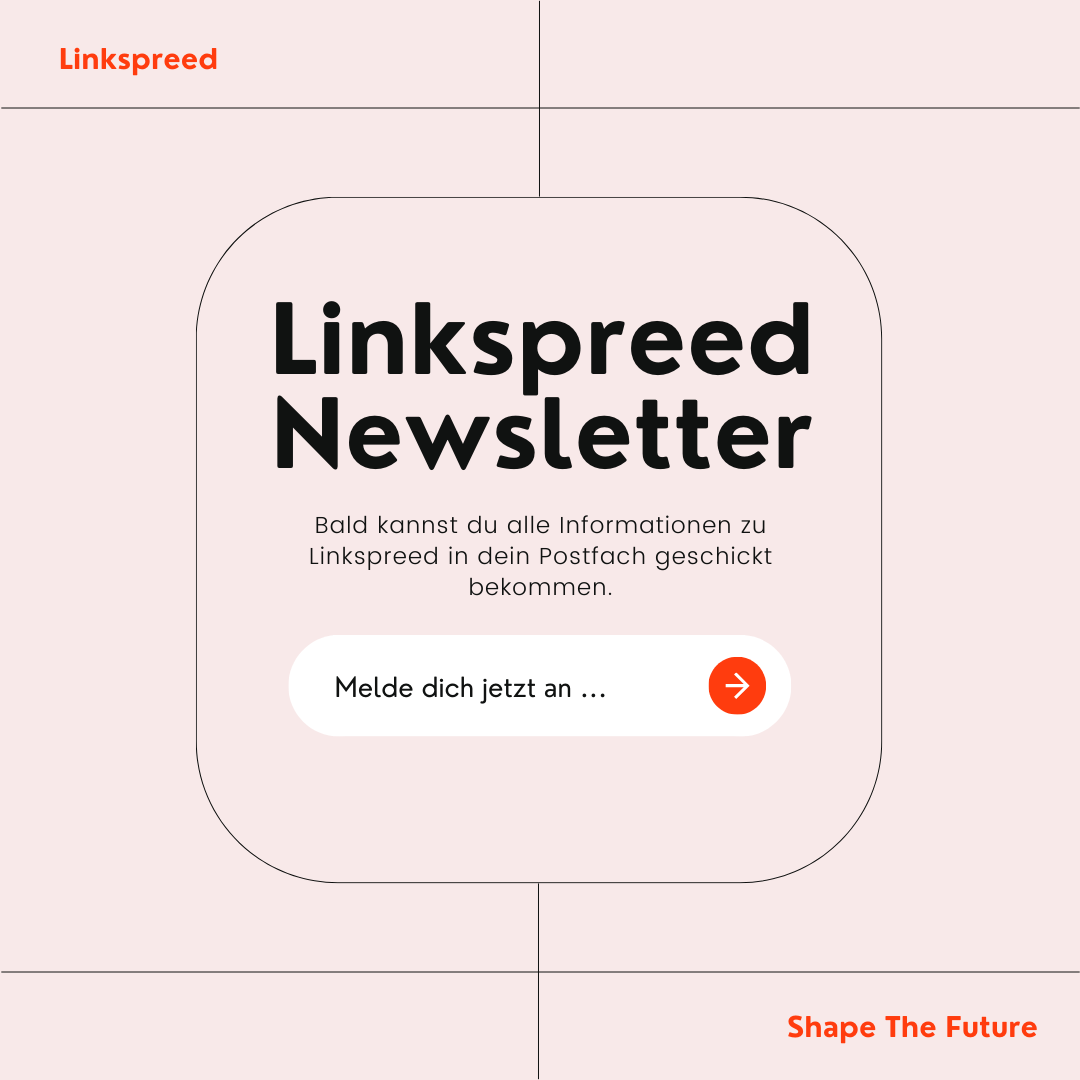 Linkspreed
Linkspreed
Newsletter
Bald kannst du alle Informationen zu
Linkspreed in dein Postfach geschickt
bekommen.
Melde dich jetzt an ...
Shape The Future